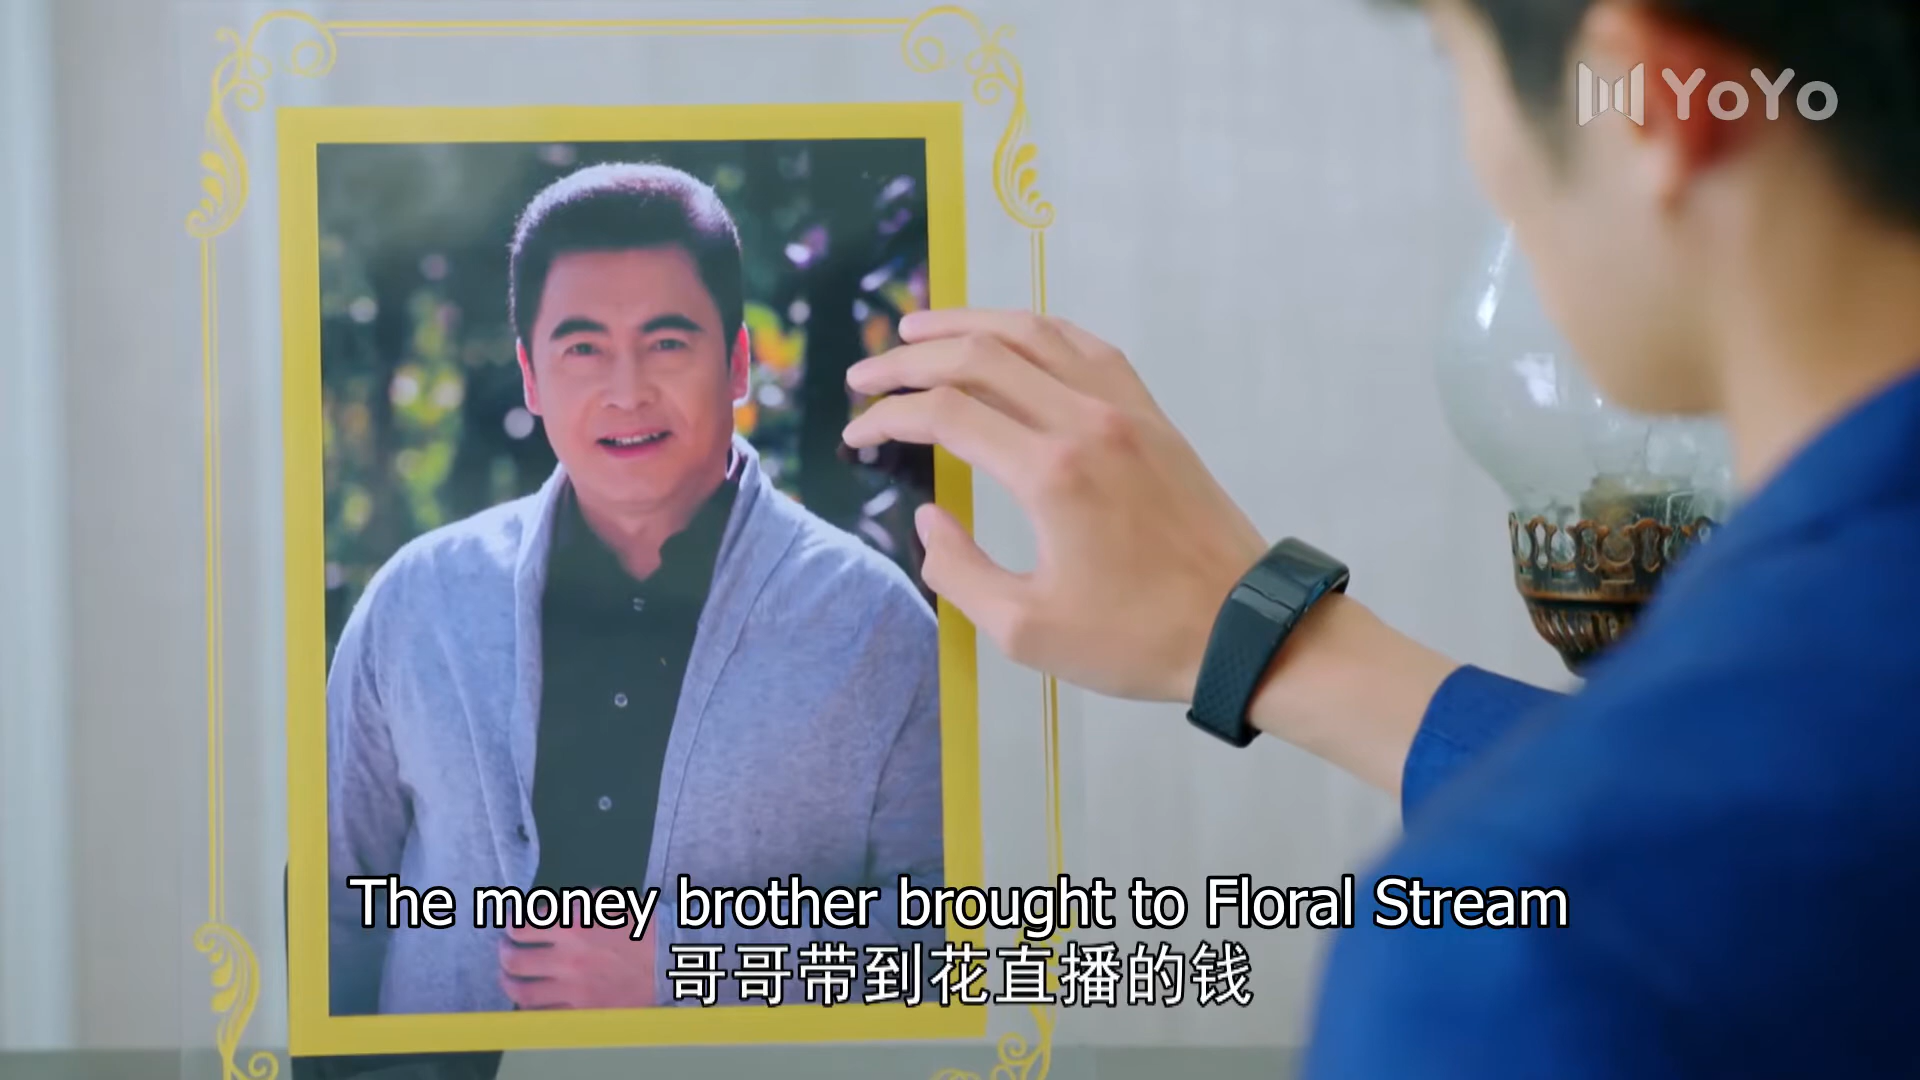 YoYo
The money brother brought to Floral Stream
哥哥带到花直播的钱